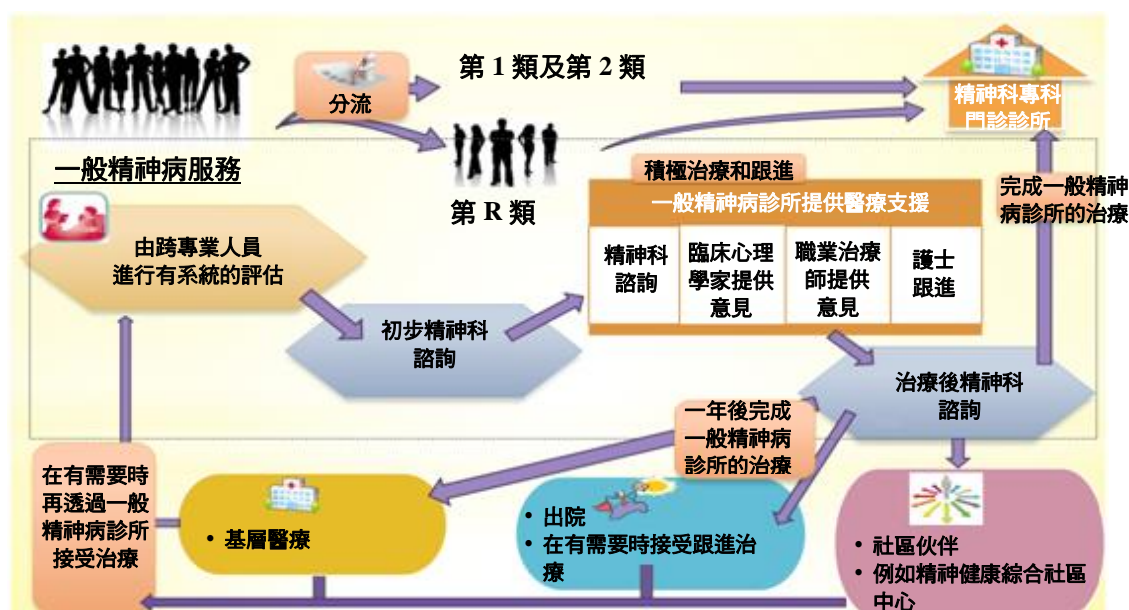 分流
第 1 類及第 2 類
精神科專科
門診診所
一般精神病服務
第 R 類
積極治療和跟進
一般精神病診所提供醫療支援
完成一般精神
病診所的治療
由跨專業人員
進行有系統的評估
精神科
諮詢
臨床心理
學家提供
意見
職業治療
師提供
意見
護士
跟進
初步精神科
諮詢
治療後精神科
諮詢
一年後完成
一般精神病
診所的治療
在有需要時
再透過一般
精神病診所
接受治療
• 基層醫療
• 出院
• 在有需要時接受跟進治
療
• 社區伙伴
• 例如精神健康綜合社區
中心